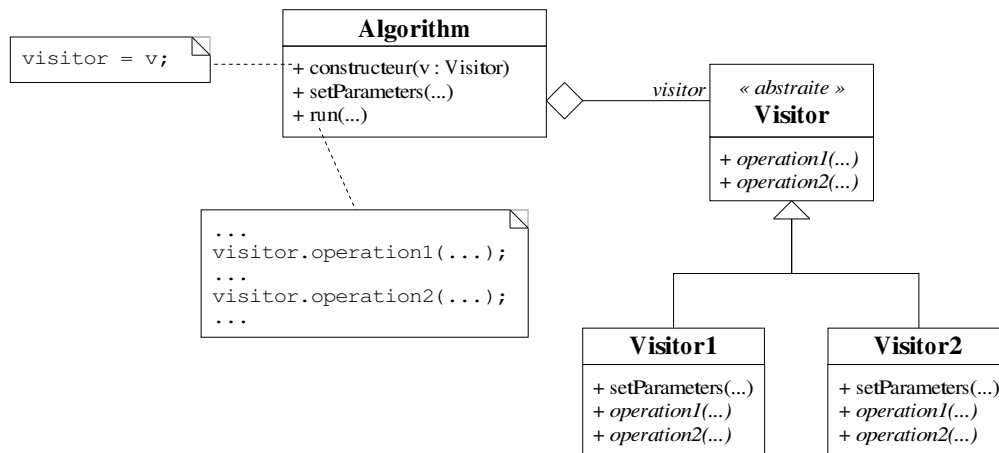 visitor = v;
Algorithm
+ constructeur(v : Visitor)
+ setParameters(...)
+ run(...)
visitor
« abstraite »
Visitor
+ operation1(...)
+ operation2(...)
...
visitor.operation1(...);
...
visitor.operation2(...);
...
Visitor1
+ setParameters(...)
+ operation1(...)
+ operation2(...)
Visitor2
+ setParameters(...)
+ operation1(...)
+ operation2(...)